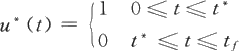 u*(t) = { 1 0 ⩽ t ⩽ t*
0 t* ⩽ t ⩽ t_f